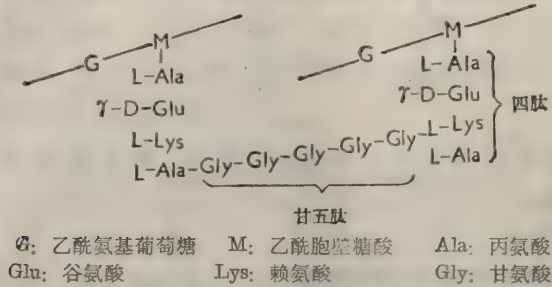 G M G M
L-Ala L-Ala
γ-D-Glu γ-D-Glu 四肽
L-Lys L-Lys
L-Ala-Gly-Gly-Gly-Gly-Gly L-Ala
甘五肽
G: 乙酰氨基葡萄糖 M: 乙酰胞壁糖酸 Ala: 丙氨酸
Glu: 谷氨酸 Lys: 赖氨酸 Gly: 甘氨酸